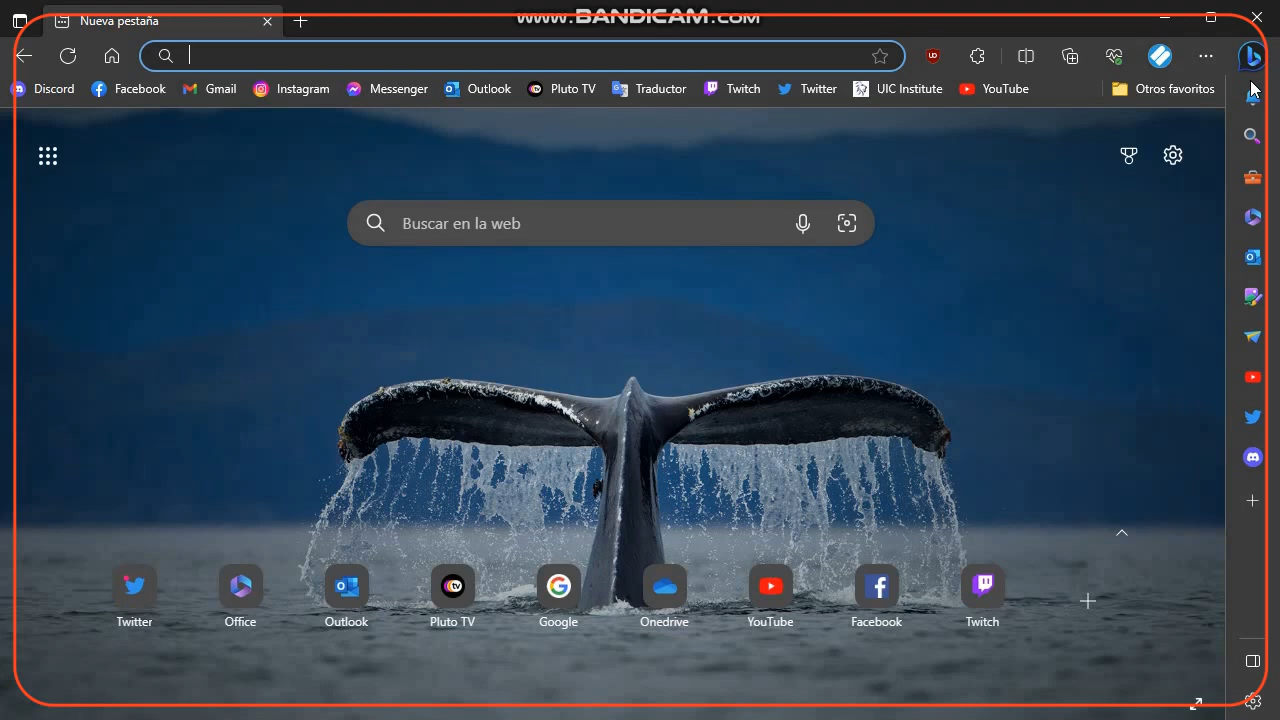 Nueva pestaña
www.BANDICAM.com
Discord Facebook Gmail Instagram Messenger Outlook Pluto TV Traductor Twitch Twitter UIC Institute YouTube Otros favoritos
Buscar en la web
Twitter Office Outlook Pluto TV Google Onedrive YouTube Facebook Twitch